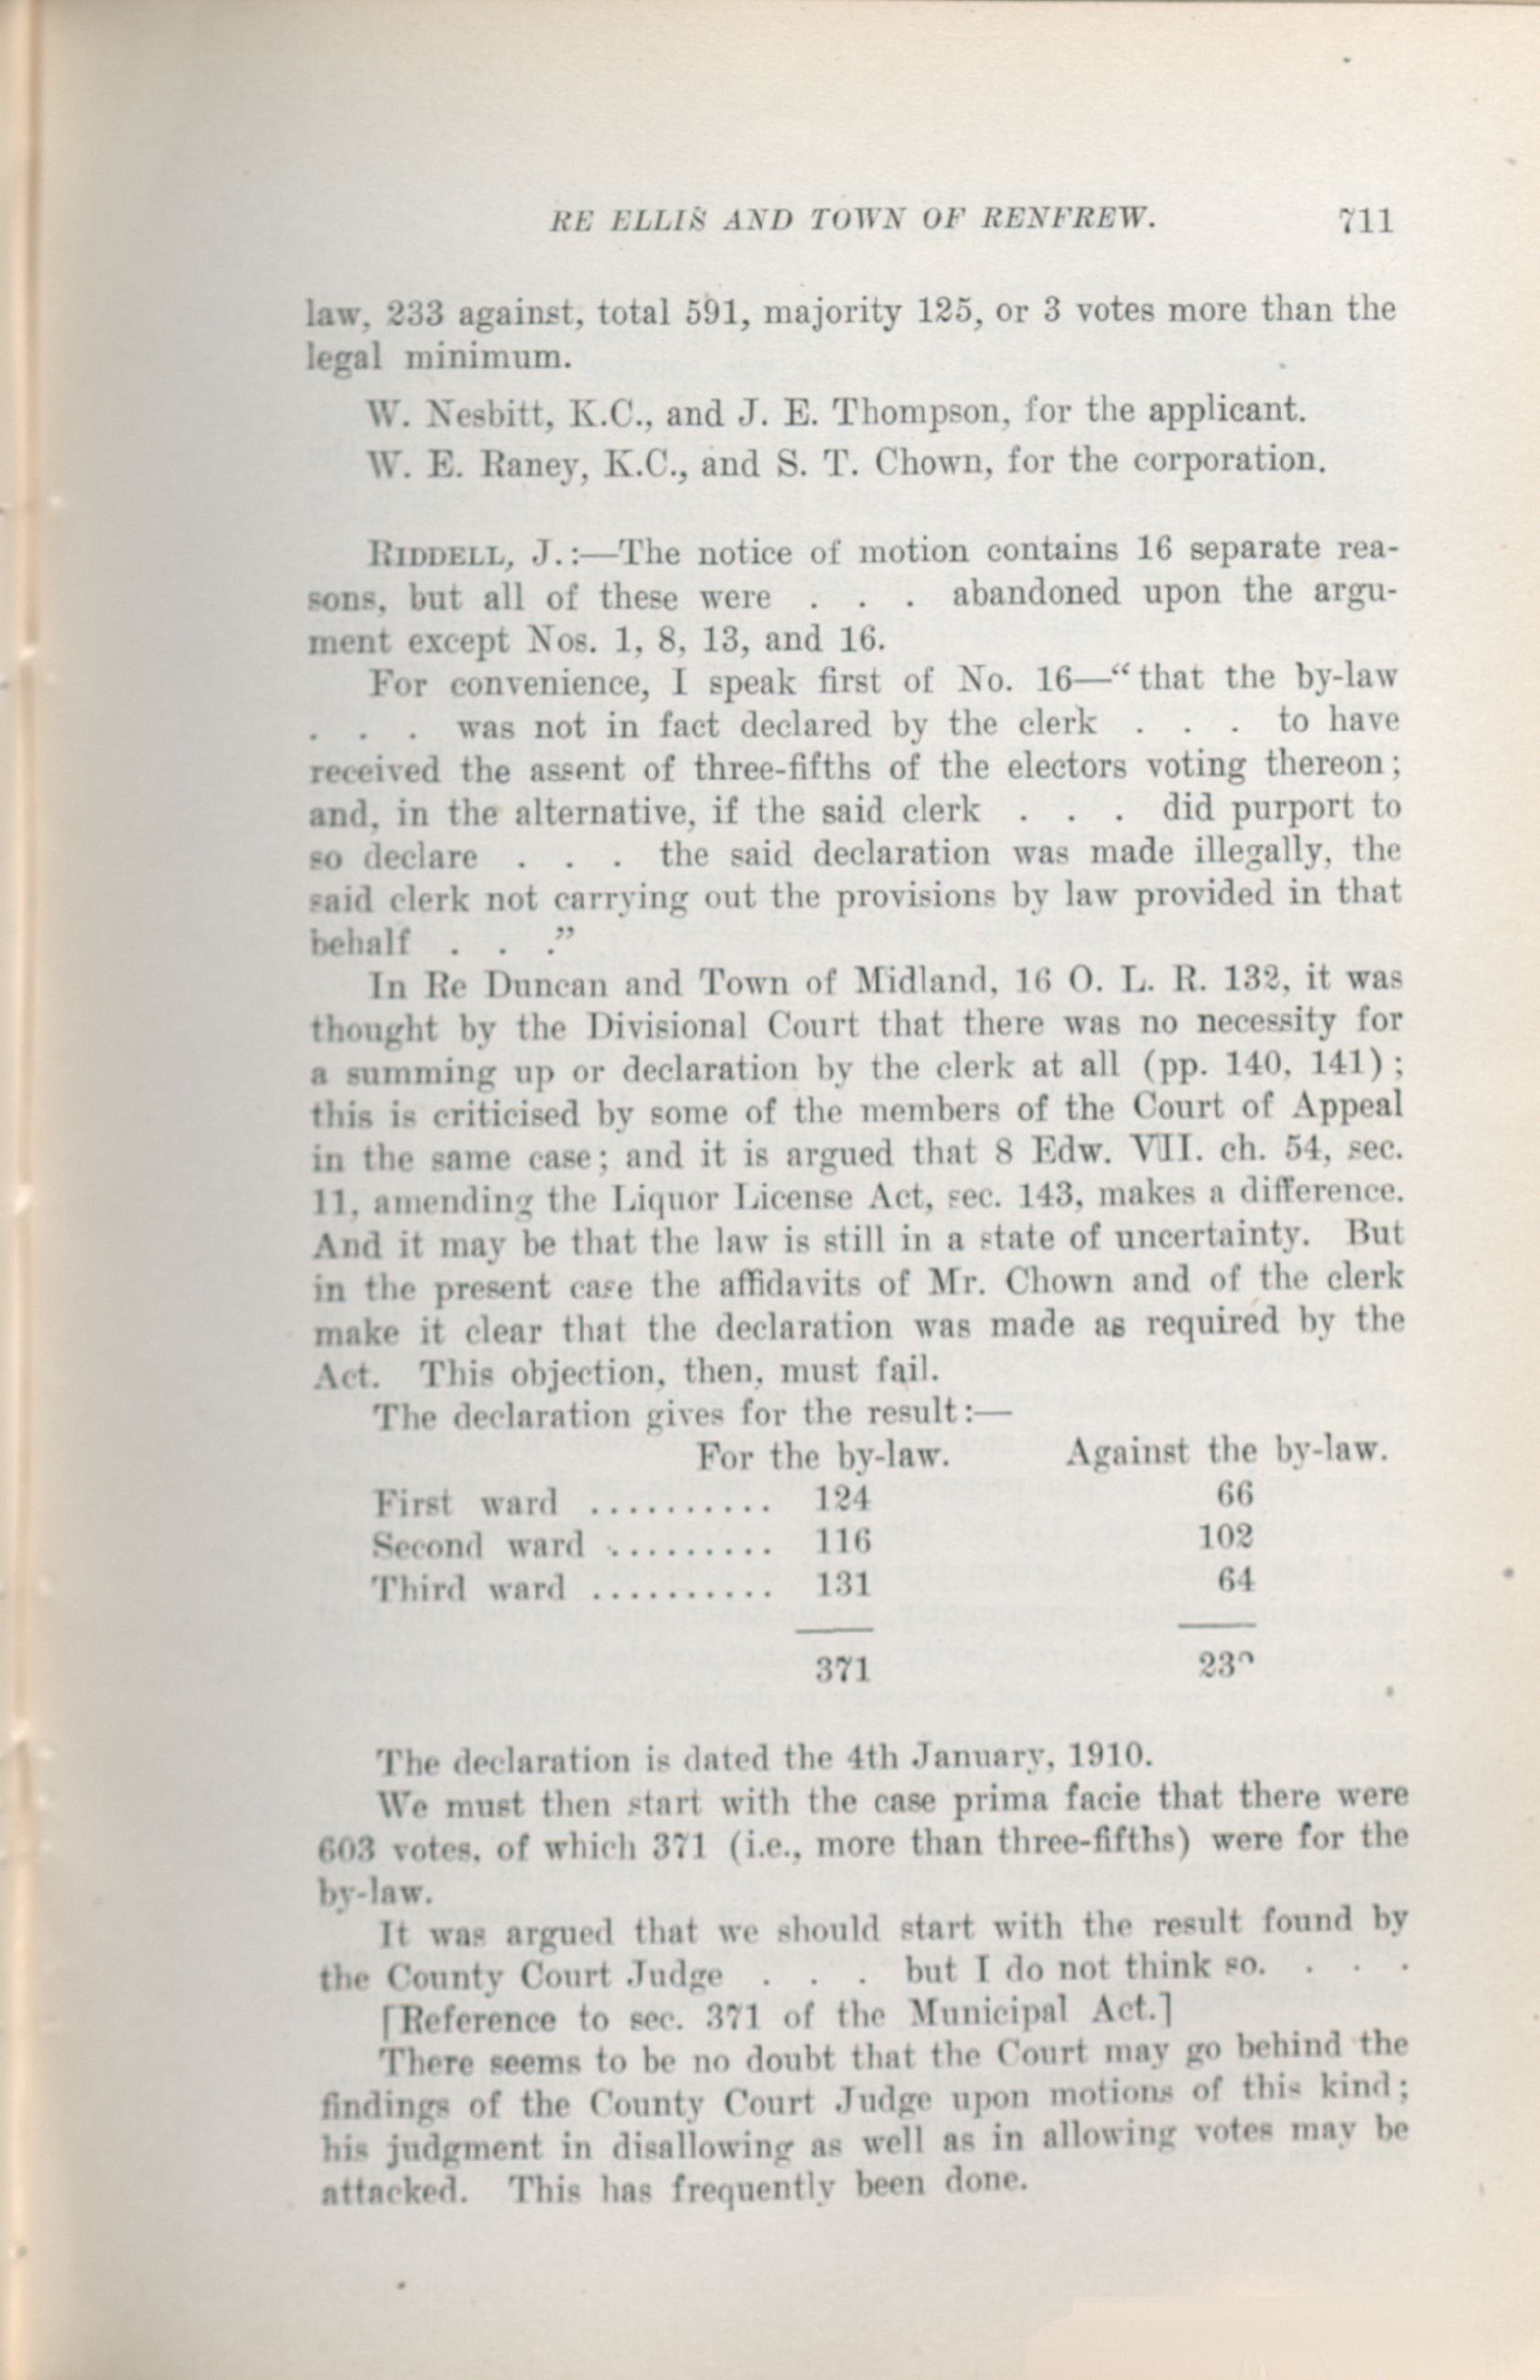 RE ELLIS AND TOWN OF RENFREW. 711
law, 233 against, total 591, majority 125, or 3 votes more than the
legal minimum.
W. Nesbitt, K.C., and J. E. Thompson, for the applicant.
W. E. Raney, K.C., and S. T. Chown, for the corporation.
RIDDELL, J.:—The notice of motion contains 16 separate rea-
sons, but all of these were . . . abandoned upon the argu-
ment except Nos. 1, 8, 13, and 16.
For convenience, I speak first of No. 16—“that the by-law
. . . was not in fact declared by the clerk . . . to have
received the assent of three-fifths of the electors voting thereon;
and, in the alternative, if the said clerk . . . did purport to
so declare . . . the said declaration was made illegally, the
said clerk not carrying out the provisions by law provided in that
behalf . . .”
In Re Duncan and Town of Midland, 16 O. L. R. 132, it was
thought by the Divisional Court that there was no necessity for
a summing up or declaration by the clerk at all (pp. 140, 141);
this is criticised by some of the members of the Court of Appeal
in the same case; and it is argued that 8 Edw. VII. ch. 54, sec.
11, amending the Liquor License Act, sec. 143, makes a difference.
And it may be that the law is still in a state of uncertainty. But
in the present case the affidavits of Mr. Chown and of the clerk
make it clear that the declaration was made as required by the
Act. This objection, then, must fail.
The declaration gives for the result:—
For the by-law. Against the by-law.
First ward .......... 124 66
Second ward ......... 116 102
Third ward .......... 131 64
371
The declaration is dated the 4th January, 1910.
We must then start with the case prima facie that there were
603 votes, of which 371 (i.e., more than three-fifths) were for the
by-law.
It was argued that we should start with the result found by
the County Court Judge . . . but I do not think so. . . .
[Reference to sec. 371 of the Municipal Act.]
There seems to be no doubt that the Court may go behind the
findings of the County Court Judge upon motions of this kind;
his judgment in disallowing as well as in allowing votes may be
attacked. This has frequently been done.